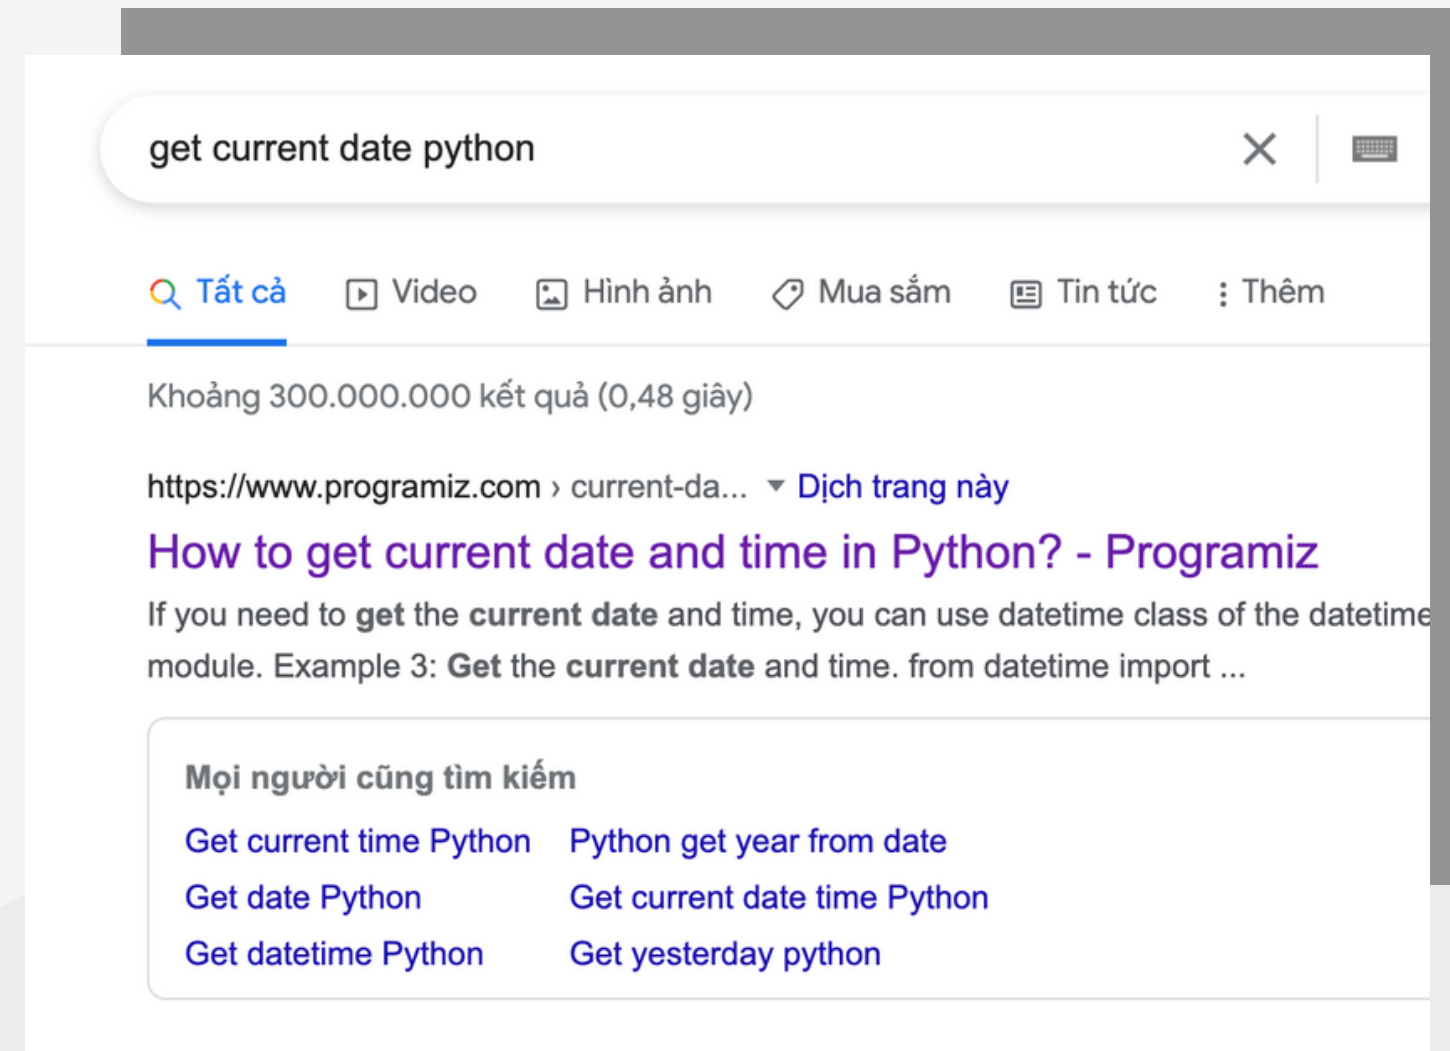 get current date python
Tất cả Video Hình ảnh Mua sắm Tin tức Thêm
Khoảng 300.000.000 kết quả (0,48 giây)
https://www.programiz.com › current-da... Dịch trang này
How to get current date and time in Python? - Programiz
If you need to get the current date and time, you can use datetime class of the datetime
module. Example 3: Get the current date and time. from datetime import ...
Mọi người cũng tìm kiếm
Get current time Python Python get year from date
Get date Python Get current date time Python
Get datetime Python Get yesterday python